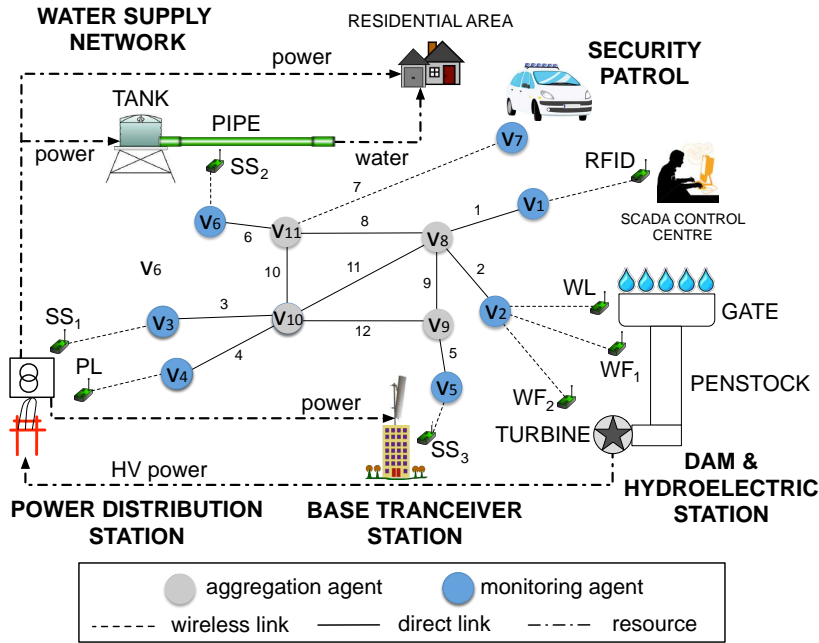 WATER SUPPLY
NETWORK
RESIDENTIAL AREA
power
SECURITY
PATROL
TANK
PIPE
power
water
SS2
V7
7
RFID
V6
6
V11
8
V8
1
V1
SCADA CONTROL
CENTRE
V6
10
11
9
2
WL
GATE
SS1
V3
3
V10
12
V9
V2
WF1
PL
V4
4
5
V5
WF2
PENSTOCK
power
SS3
TURBINE
HV power
DAM &
HYDROELECTRIC
STATION
POWER DISTRIBUTION
STATION
BASE TRANCEIVER
STATION
aggregation agent
monitoring agent
wireless link
direct link
resource